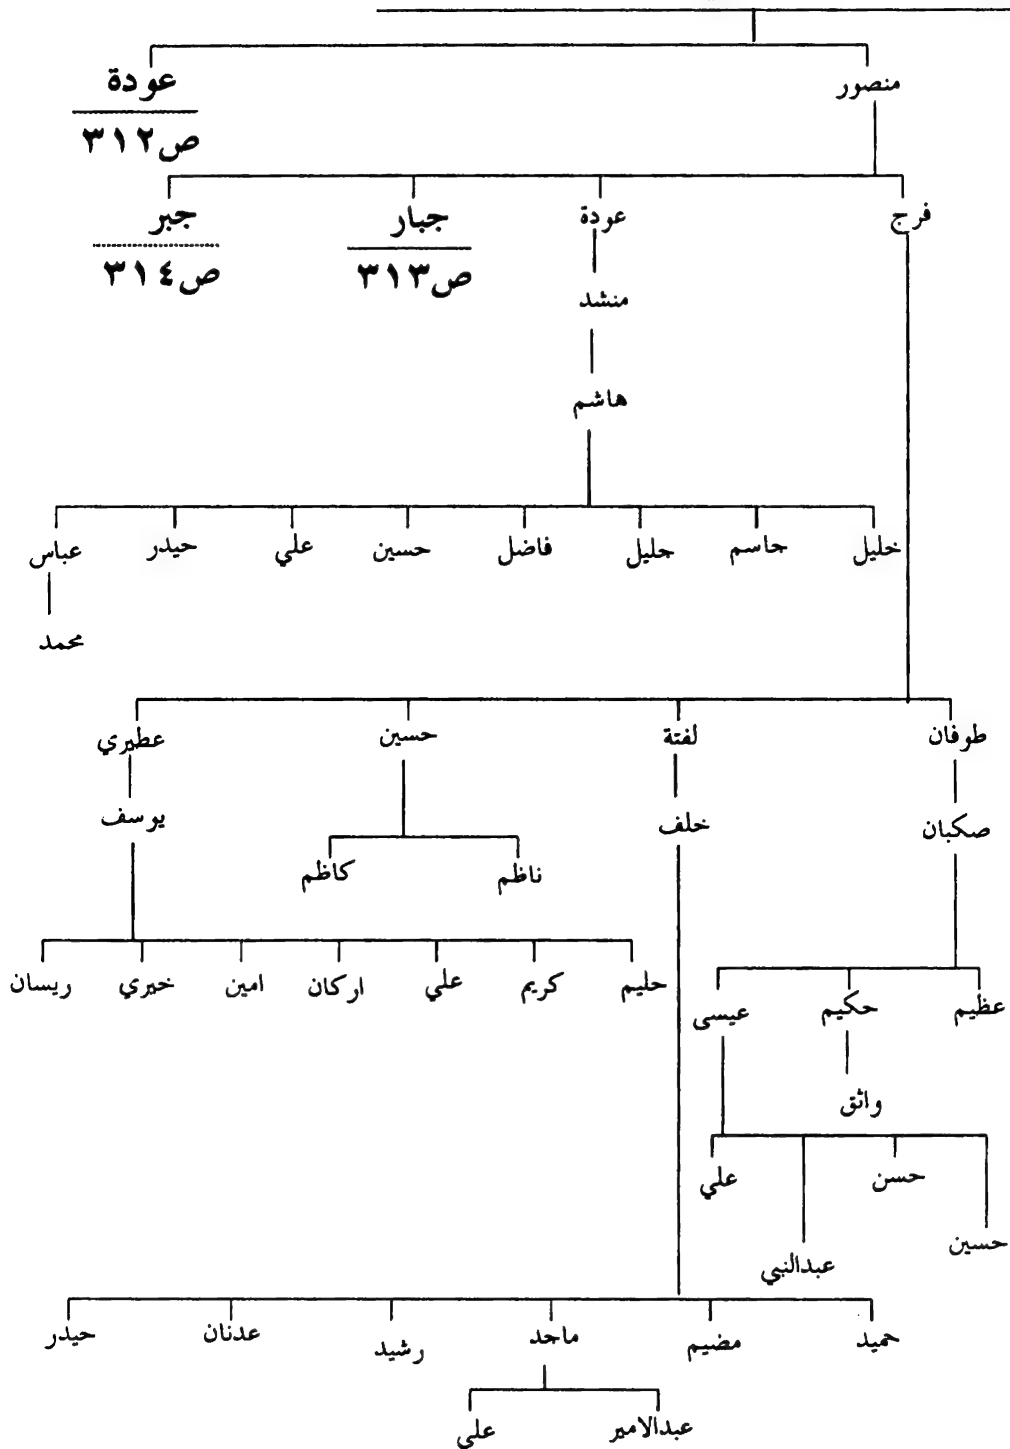 منصور
عودة
ص٣١٢
فرج
عودة
جبار
جبر
ص٣١٣
ص٣١٤
منشد
هاشم
خليل
جاسم
جليل
فاضل
حسين
علي
حيدر
عباس
محمد
طوفان
لفتة
حسين
عطيري
صكبان
خلف
يوسف
ناظم
كاظم
حليم
كريم
علي
اركان
امين
خيري
ريسان
عظيم
حكيم
عيسى
واثق
حسن
علي
حسين
عبدالنبي
حميد
مضيم
ماجد
رشيد
عدنان
حيدر
عبدالامير
علي